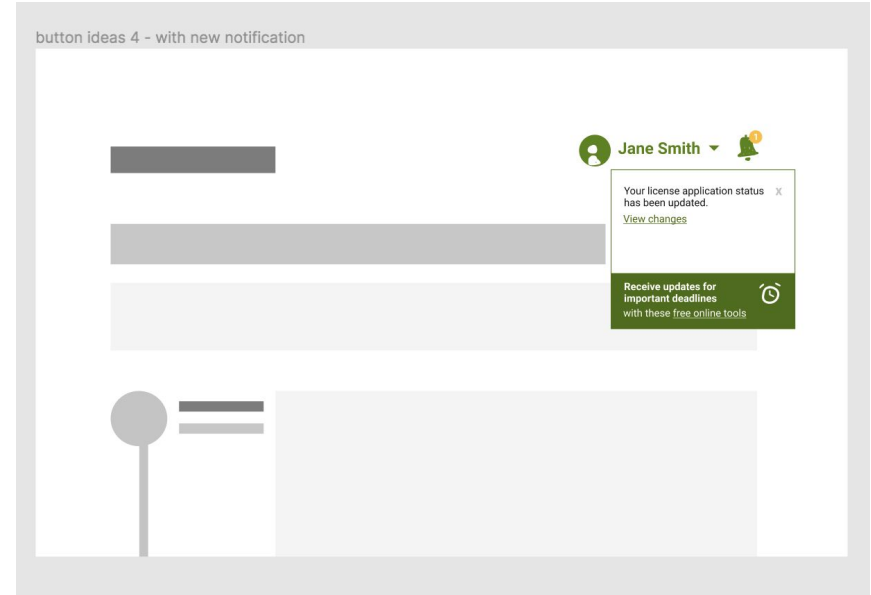 button ideas 4 - with new notification
Jane Smith
1
Your license application status
has been updated.
X
View changes
Receive updates for
important deadlines
with these free online tools